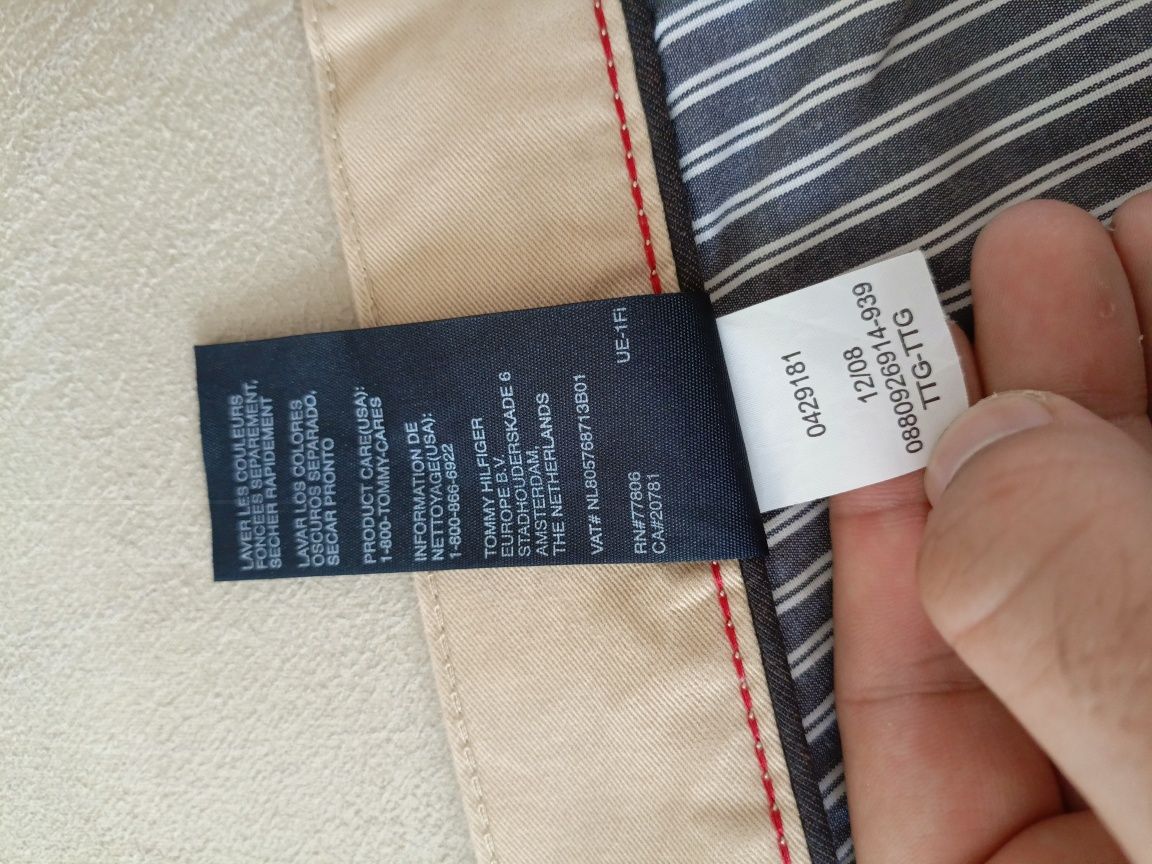 LAVER LES COULEURS
FONCÉES SÉPARÉMENT,
SECHER RAPIDEMENT
LAVAR LOS COLORES
OSCUROS SEPARADO,
SECAR PRONTO
PRODUCT CARE(USA):
1-800-TOMMY-CARES
INFORMATION DE
NETTOYAGE(USA):
1-800-866-6922
TOMMY HILFIGER
EUROPE B.V.
STADHOUDERSKADE 6
AMSTERDAM,
THE NETHERLANDS
VAT# NL805768713B01
RN#77806
CA#20781
UE-1FI
0429181
12/08
0880926914-939
TTG-TTG